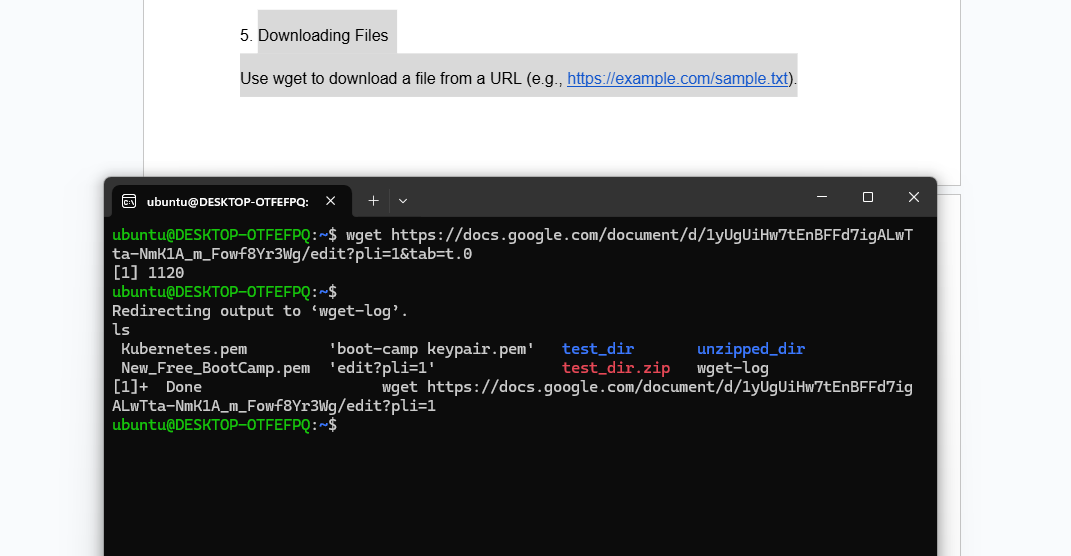 5. Downloading Files
Use wget to download a file from a URL (e.g., https://example.com/sample.txt).
ubuntu@DESKTOP-OTFEFPQ:
ubuntu@DESKTOP-OTFEFPQ:~$ wget https://docs.google.com/document/d/1yUgUiHw7tEnBFFd7igALwT
ta-NmK1A_m_Fowf8Yr3Wg/edit?pli=1&tab=t.0
[1] 1120
ubuntu@DESKTOP-OTFEFPQ:~$
Redirecting output to ‘wget-log’.
ls
Kubernetes.pem 'boot-camp keypair.pem' test_dir unzipped_dir
New_Free_BootCamp.pem 'edit?pli=1' test_dir.zip wget-log
[1]+ Done wget https://docs.google.com/document/d/1yUgUiHw7tEnBFFd7ig
ALwTta-NmK1A_m_Fowf8Yr3Wg/edit?pli=1
ubuntu@DESKTOP-OTFEFPQ:~$